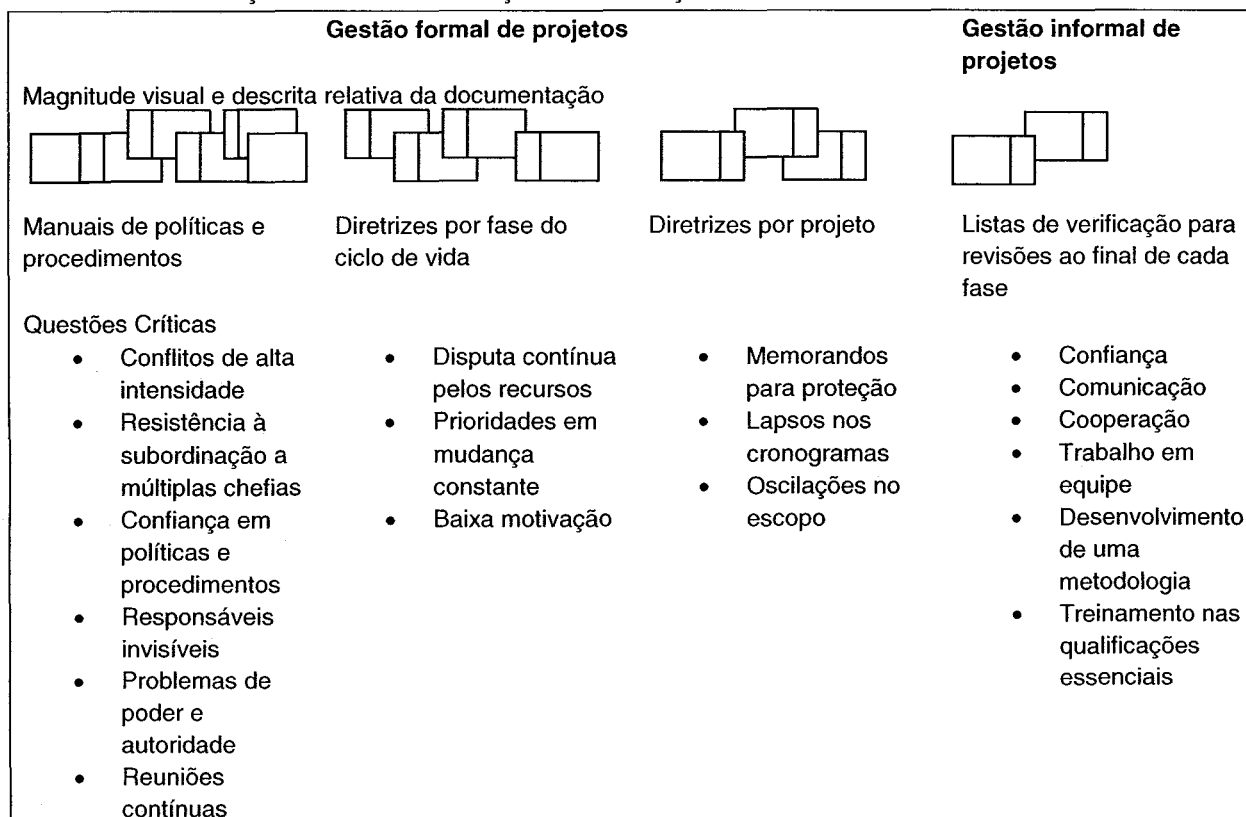 Gestão formal de projetos
Gestão informal de
projetos
Magnitude visual e descrita relativa da documentação
Manuais de políticas e
procedimentos
Diretrizes por fase do
ciclo de vida
Diretrizes por projeto
Listas de verificação para
revisões ao final de cada
fase
Questões Críticas
• Conflitos de alta
intensidade
• Resistência à
subordinação a
múltiplas chefias
• Confiança em
políticas e
procedimentos
• Responsáveis
invisíveis
• Problemas de
poder e
autoridade
• Reuniões
contínuas
• Disputa contínua
pelos recursos
• Prioridades em
mudança
constante
• Baixa motivação
• Memorandos
para proteção
• Lapsos nos
cronogramas
• Oscilações no
escopo
• Confiança
• Comunicação
• Cooperação
• Trabalho em
equipe
• Desenvolvimento
de uma
metodologia
• Treinamento nas
qualificações
essenciais